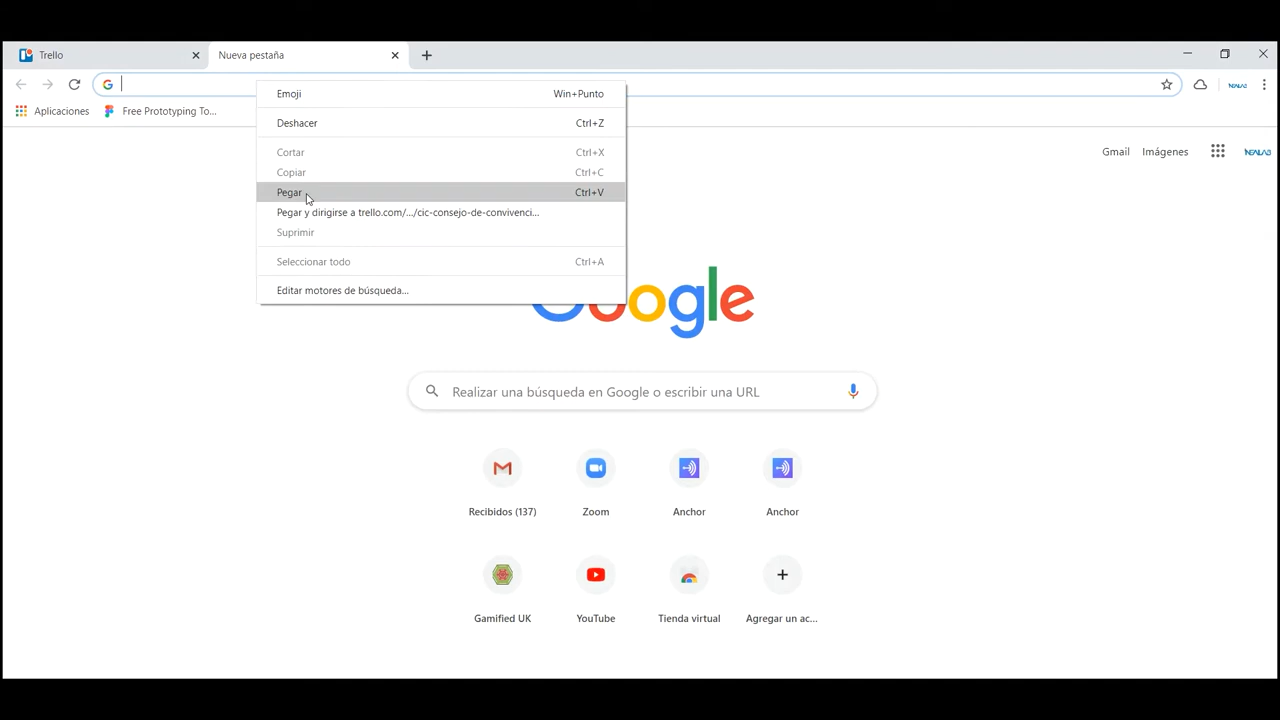 Trello
Nueva pestaña
Aplicaciones
Free Prototyping To...
Emoji Win+Punto
Deshacer Ctrl+Z
Cortar Ctrl+X
Copiar Ctrl+C
Pegar Ctrl+V
Pegar y dirigirse a trello.com/.../cic-consejo-de-convivenci...
Suprimir
Seleccionar todo Ctrl+A
Editar motores de búsqueda...
Gmail Imágenes
Google
Realizar una búsqueda en Google o escribir una URL
Recibidos (137) Zoom Anchor Anchor
Gamified UK YouTube Tienda virtual Agregar un ac...